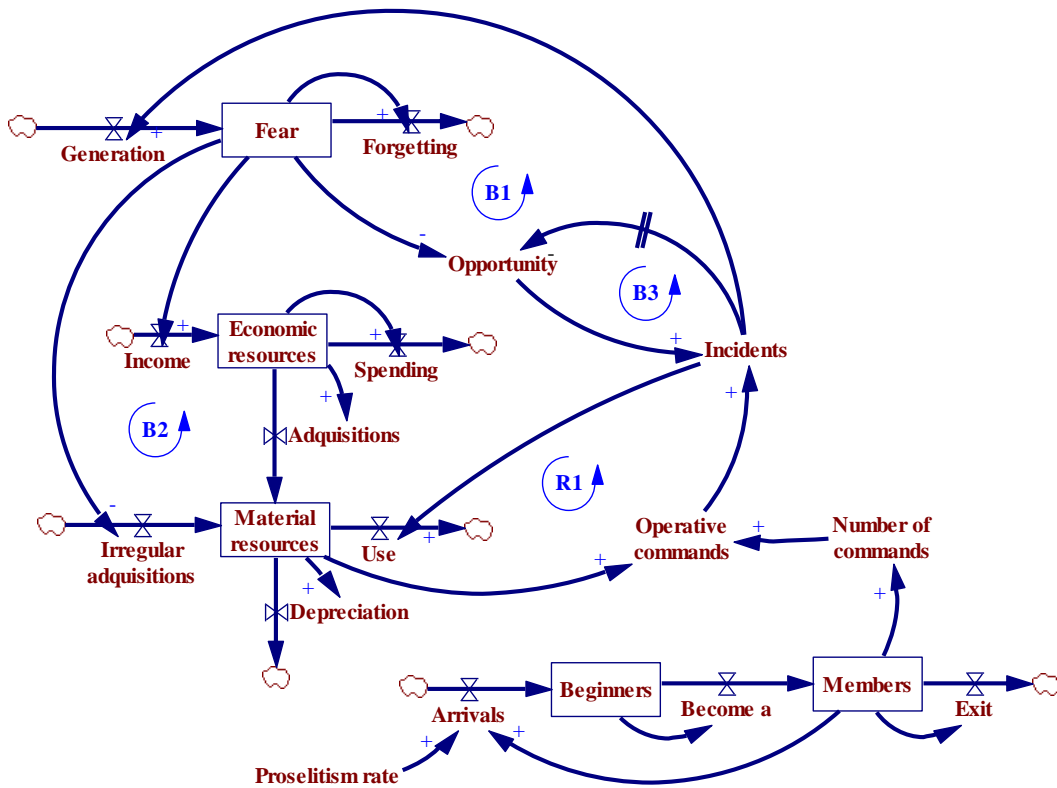 +
Fear
+
Generation
Forgetting
B1
-
Opportunity
-
B3
+
Economic
resources
+
Income
Spending
+
Incidents
+
+
B2
Adquisitions
R1
-
Material
resources
Irregular
adquisitions
Use
+
Operative
commands
+
Number of
commands
+
+
Depreciation
+
Beginners
Members
Arrivals
Become a
Exit
+
+
Proselitism rate